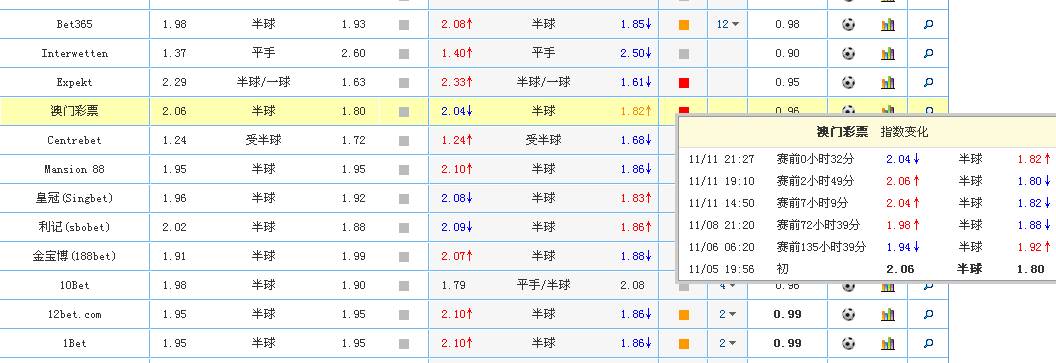 Bet365 1.98 半球 1.93 2.08↑ 半球 1.85↓ 12 0.98
Interwetten 1.37 平手 2.60 1.40↑ 平手 2.50↓ 0.90
Expekt 2.29 半球/一球 1.63 2.33↑ 半球/一球 1.61↓ 0.95
澳门彩票 2.06 半球 1.80 2.04↓ 半球 1.82↑ 0.96
Centrebet 1.24 受半球 1.72 1.24↑ 受半球 1.68↓
Mansion 88 1.95 半球 1.95 2.10↑ 半球 1.86↓
皇冠(Singbet) 1.96 半球 1.92 2.08↓ 半球 1.83↑
利记(sbobet) 2.02 半球 1.88 2.09↓ 半球 1.86↑
金宝博(188bet) 1.91 半球 1.99 2.07↑ 半球 1.88↓
10Bet 1.98 半球 1.90 1.79 平手/半球 2.08 4 0.96
12bet.com 1.95 半球 1.95 2.10↑ 半球 1.86↓ 2 0.99
1Bet 1.95 半球 1.95 2.10↑ 半球 1.86↓ 2 0.99
澳门彩票 指数变化
11/11 21:27 赛前0小时32分 2.04↓ 半球 1.82↑
11/11 19:10 赛前2小时49分 2.06↑ 半球 1.80↓
11/11 14:50 赛前7小时9分 2.04↑ 半球 1.82↓
11/08 21:20 赛前72小时39分 1.98↑ 半球 1.88↓
11/06 06:20 赛前135小时39分 1.94↓ 半球 1.92↑
11/05 19:56 初 2.06 半球 1.80